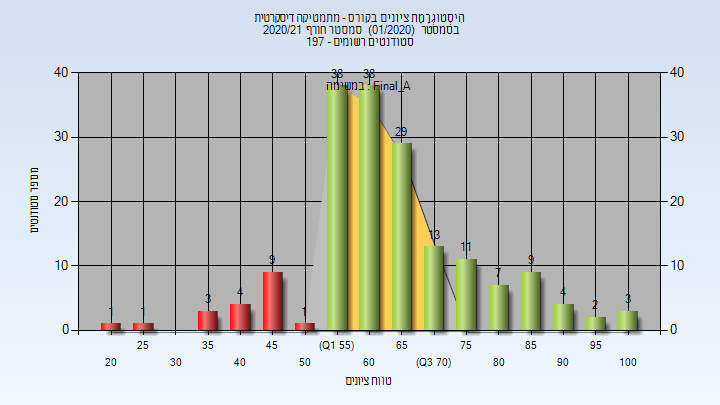 היסטוגרמת ציונים בקורס - מתמטיקה דיסקרטית
בסמסטר (01/2020) סמסטר חורף 2020/21
סטודנטים רשומים - 197
במשימה : Final_A
מספר סטודנטים
40 40
30 30
20 20
10 10
0 0
1 1 3 4 9 1 38 38 29 13 11 7 9 4 2 3
25 35 45 (Q1 55) 65 75 85 95
20 30 40 50 60 (Q3 70) 80 90 100
טווח ציונים